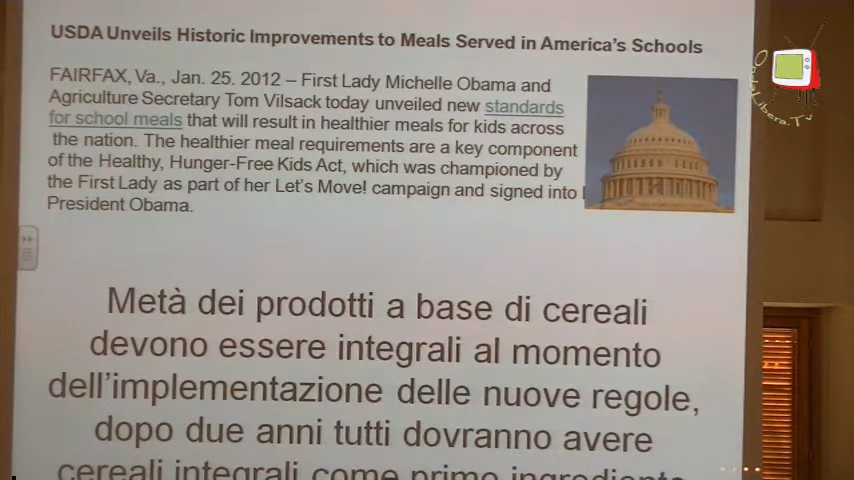 USDA Unveils Historic Improvements to Meals Served in America's Schools
FAIRFAX, Va., Jan. 25. 2012 – First Lady Michelle Obama and
Agriculture Secretary Tom Vilsack today unveiled new standards
for school meals that will result in healthier meals for kids across
the nation. The healthier meal requirements are a key component
of the Healthy, Hunger-Free Kids Act, which was championed by
the First Lady as part of her Let's Move! campaign and signed into
President Obama.
Metà dei prodotti a base di cereali
devono essere integrali al momento
dell'implementazione delle nuove regole,
dopo due anni tutti dovranno avere
cereali integrali come primo ingrediente